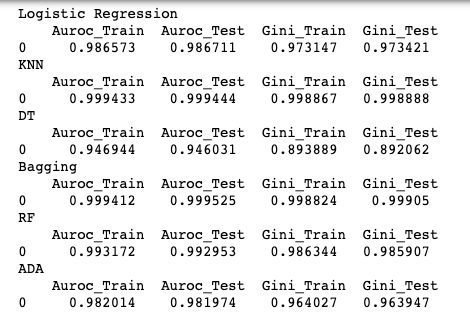 Logistic Regression
Auroc_Train Auroc_Test Gini_Train Gini_Test
0 0.986573 0.986711 0.973147 0.973421
KNN
Auroc_Train Auroc_Test Gini_Train Gini_Test
0 0.999433 0.999444 0.998867 0.998888
DT
Auroc_Train Auroc_Test Gini_Train Gini_Test
0 0.946944 0.946031 0.893889 0.892062
Bagging
Auroc_Train Auroc_Test Gini_Train Gini_Test
0 0.999412 0.999525 0.998824 0.99905
RF
Auroc_Train Auroc_Test Gini_Train Gini_Test
0 0.993172 0.992953 0.986344 0.985907
ADA
Auroc_Train Auroc_Test Gini_Train Gini_Test
0 0.982014 0.981974 0.964027 0.963947